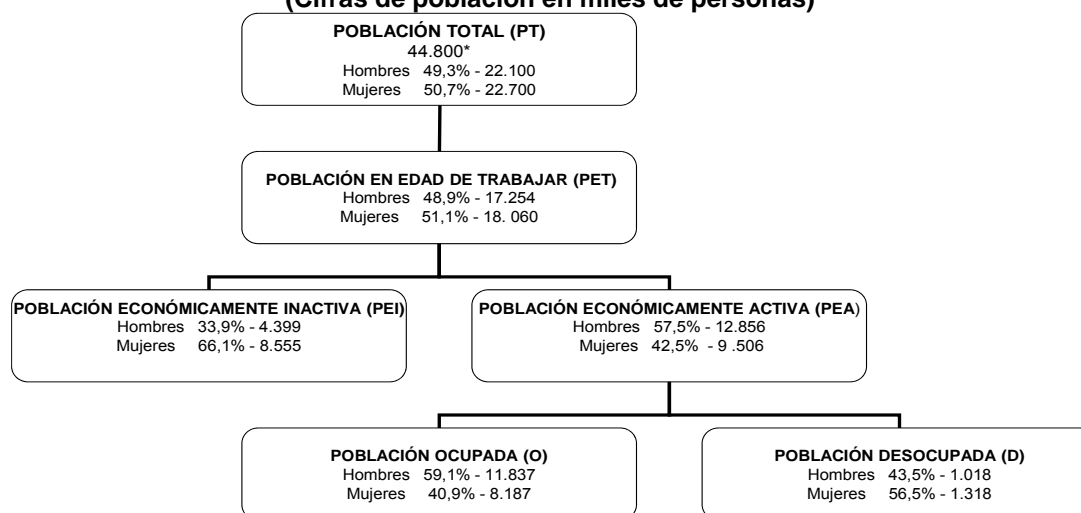 (Cifras de población en miles de personas)
POBLACIÓN TOTAL (PT)
44.800*
Hombres 49,3% - 22.100
Mujeres 50,7% - 22.700
POBLACIÓN EN EDAD DE TRABAJAR (PET)
Hombres 48,9% - 17.254
Mujeres 51,1% - 18. 060
POBLACIÓN ECONÓMICAMENTE INACTIVA (PEI)
Hombres 33,9% - 4.399
Mujeres 66,1% - 8.555
POBLACIÓN ECONÓMICAMENTE ACTIVA (PEA)
Hombres 57,5% - 12.856
Mujeres 42,5% - 9 .506
POBLACIÓN OCUPADA (O)
Hombres 59,1% - 11.837
Mujeres 40,9% - 8.187
POBLACIÓN DESOCUPADA (D)
Hombres 43,5% - 1.018
Mujeres 56,5% - 1.318